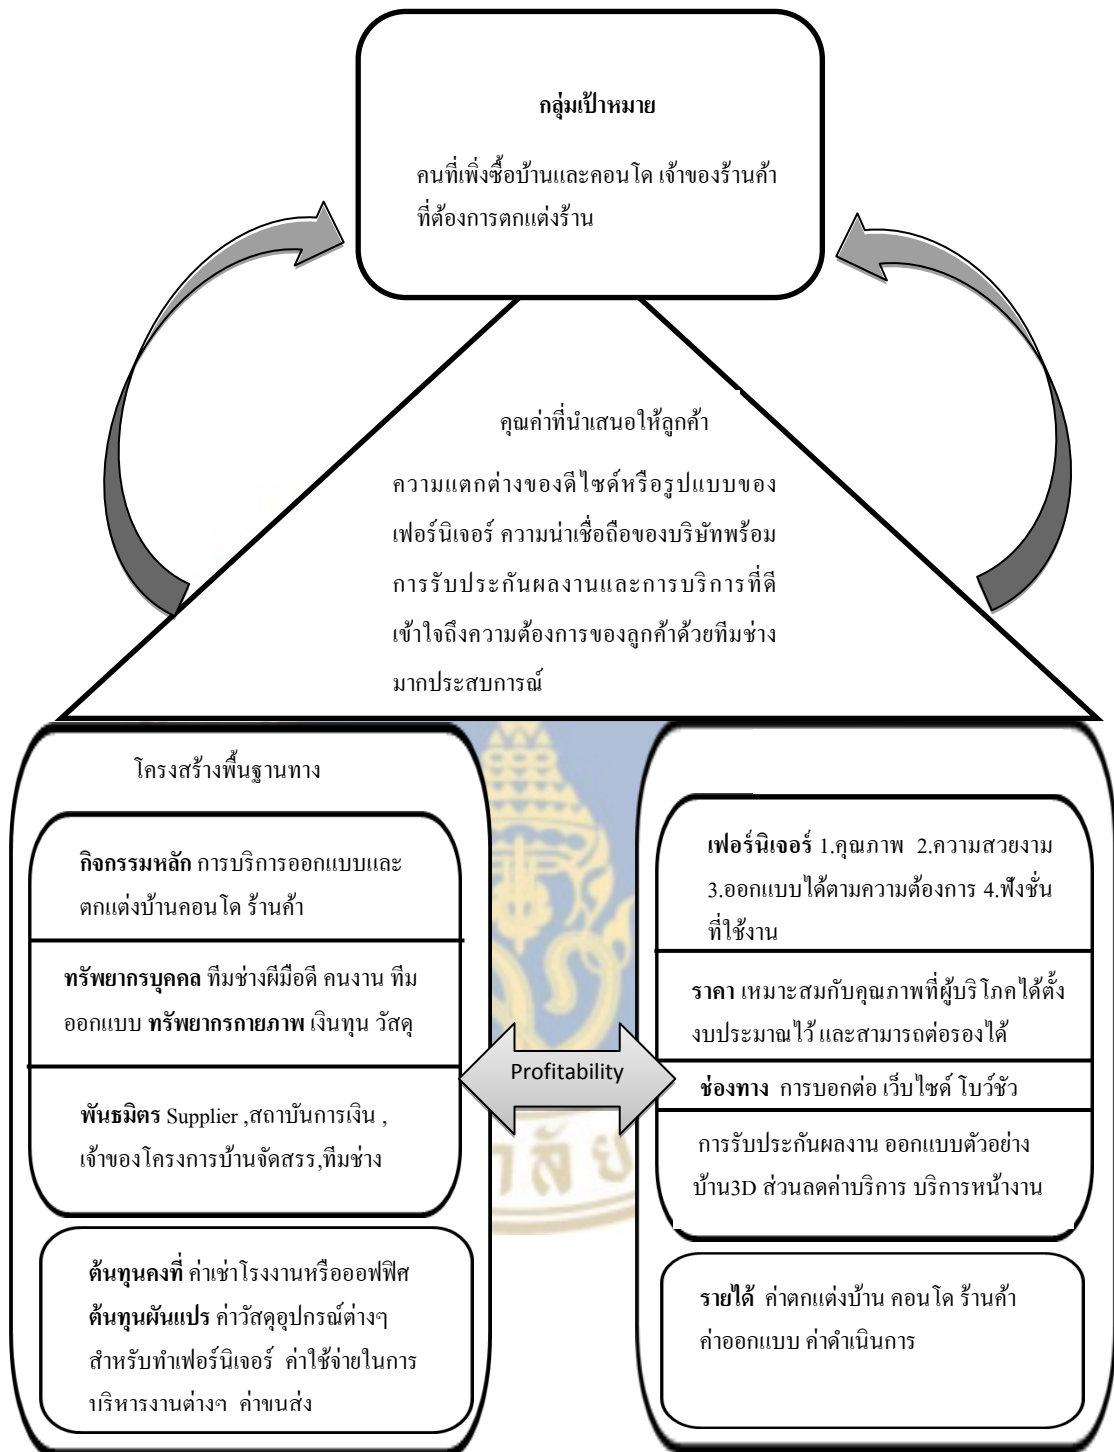 กลุ่มเป้าหมาย
คนที่เพิ่งซื้อบ้านและคอนโด เจ้าของร้านค้า
ที่ต้องการตกแต่งร้าน
คุณค่าที่นำเสนอให้ลูกค้า
ความแตกต่างของดีไซด์หรือรูปแบบของ
เฟอร์นิเจอร์ ความน่าเชื่อถือของบริษัทพร้อม
การรับประกันผลงานและการบริการที่ดี
เข้าใจถึงความต้องการของลูกค้าด้วยทีมช่าง
มากประสบการณ์
โครงสร้างพื้นฐานทาง
กิจกรรมหลัก การบริการออกแบบและ
ตกแต่งบ้านคอนโด ร้านค้า
ทรัพยากรบุคคล ทีมช่างผีมือดี คนงาน ทีม
ออกแบบ ทรัพยากรกายภาพ เงินทุน วัสดุ
พันธมิตร Supplier ,สถาบันการเงิน ,
เจ้าของโครงการบ้านจัดสรร,ทีมช่าง
ต้นทุนคงที่ ค่าเช่าโรงงานหรือออฟฟิศ
ต้นทุนผันแปร ค่าวัสดุอุปกรณ์ต่างๆ
สำหรับทำเฟอร์นิเจอร์ ค่าใช้จ่ายในการ
บริหารงานต่างๆ ค่าขนส่ง
Profitability
เฟอร์นิเจอร์ 1.คุณภาพ 2.ความสวยงาม
3.ออกแบบได้ตามความต้องการ 4.ฟังชั่น
ที่ใช้งาน
ราคา เหมาะสมกับคุณภาพที่ผู้บริโภคได้ตั้ง
งบประมาณไว้ และสามารถต่อรองได้
ช่องทาง การบอกต่อ เว็บไซด์ โบว์ชัว
การรับประกันผลงาน ออกแบบตัวอย่าง
บ้าน3D ส่วนลดค่าบริการ บริการหน้างาน
รายได้ ค่าตกแต่งบ้าน คอนโด ร้านค้า
ค่าออกแบบ ค่าดำเนินการ